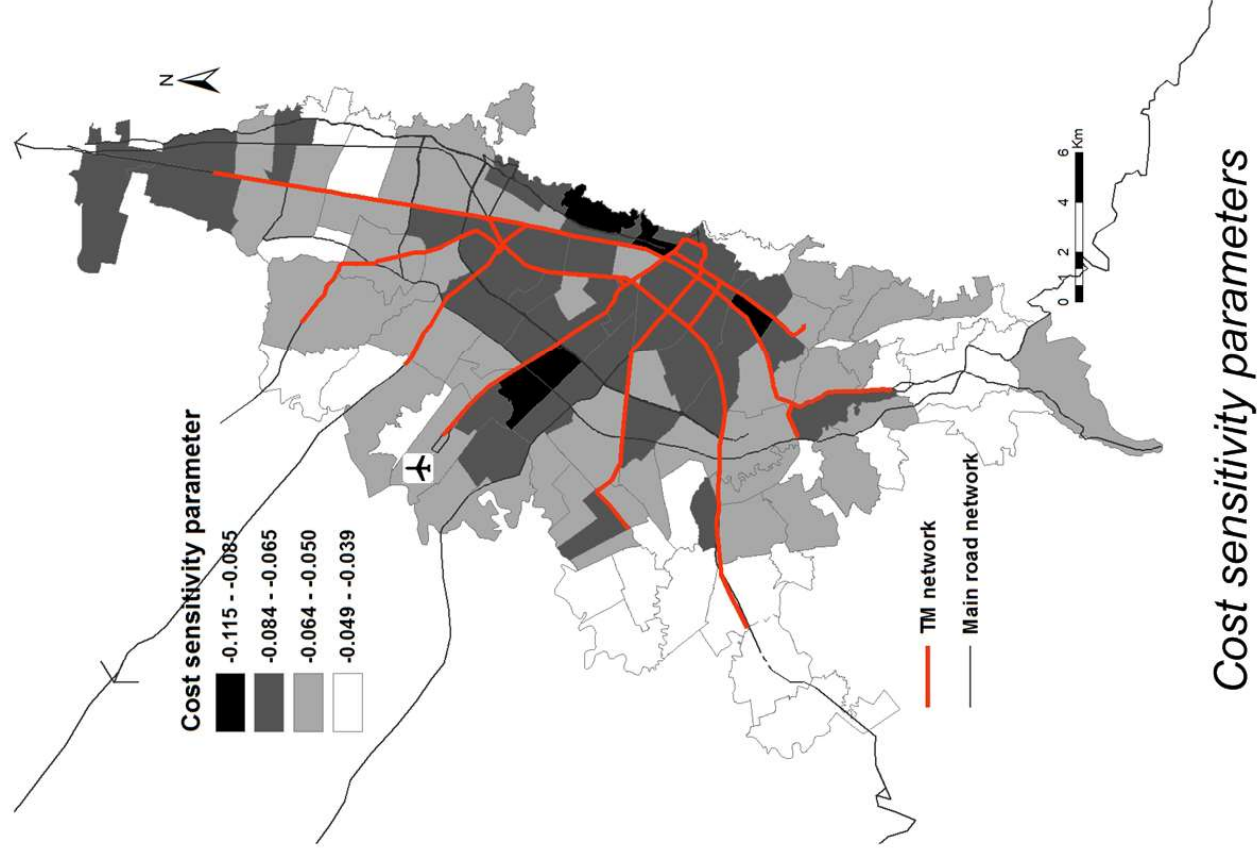 N
Cost sensitivity parameter
-0.115 - -0.085
-0.084 - -0.065
-0.064 - -0.050
-0.049 - -0.039
TM network
Main road network
0 2 4 6
Km
Cost sensitivity parameters